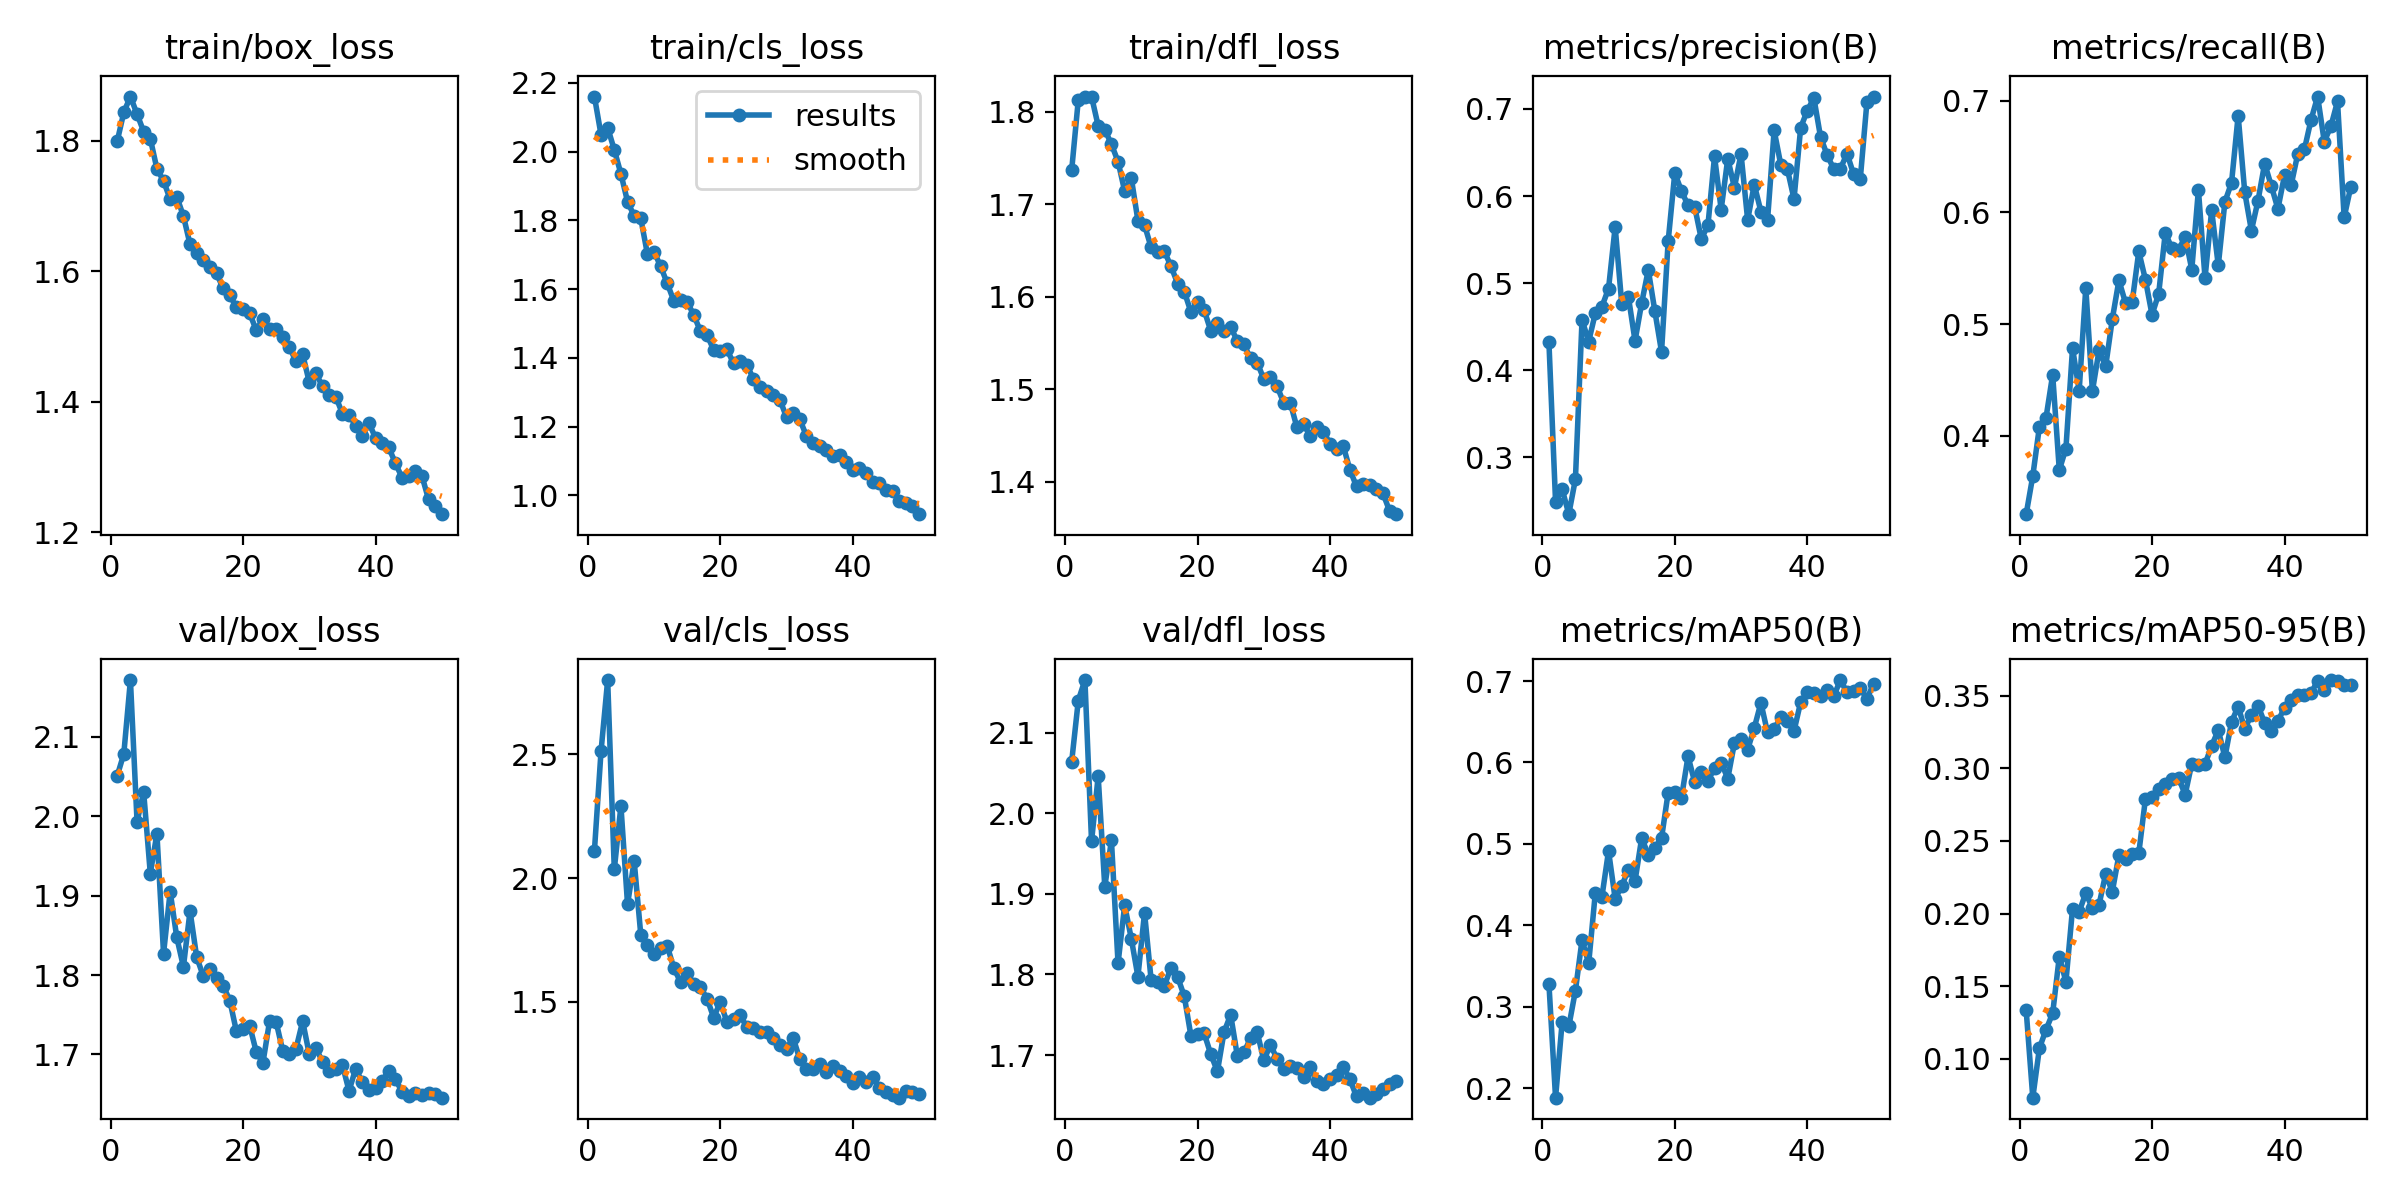 train/box_loss
1.8
1.6
1.4
1.2
0 20 40
train/cls_loss
2.2
2.0
1.8
1.6
1.4
1.2
1.0
results
smooth
0 20 40
train/dfl_loss
1.8
1.7
1.6
1.5
1.4
0 20 40
metrics/precision(B)
0.7
0.6
0.5
0.4
0.3
0 20 40
metrics/recall(B)
0.7
0.6
0.5
0.4
0 20 40
val/box_loss
2.1
2.0
1.9
1.8
1.7
0 20 40
val/cls_loss
2.5
2.0
1.5
0 20 40
val/dfl_loss
2.1
2.0
1.9
1.8
1.7
0 20 40
metrics/mAP50(B)
0.7
0.6
0.5
0.4
0.3
0.2
0 20 40
metrics/mAP50-95(B)
0.35
0.30
0.25
0.20
0.15
0.10
0 20 40